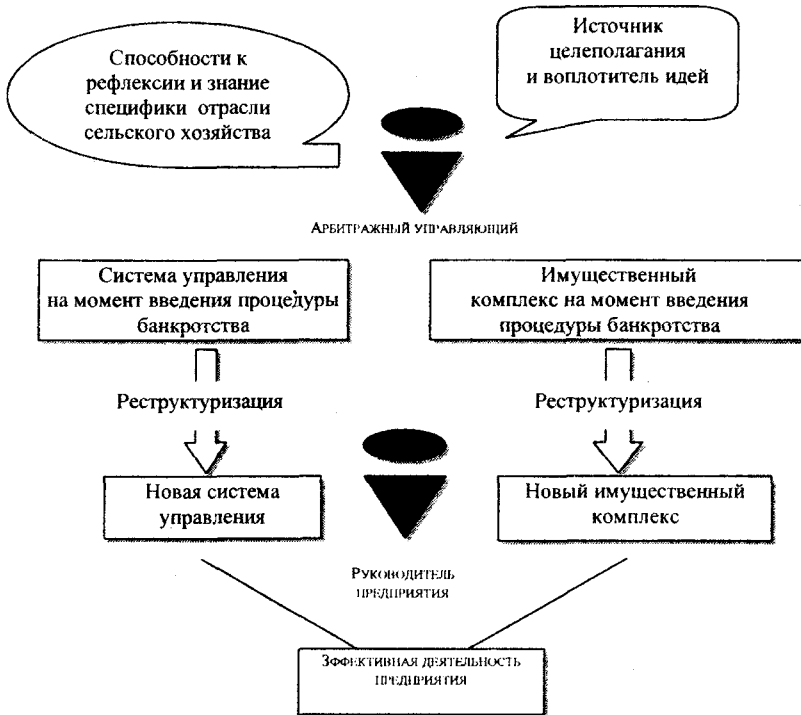 Способности к
рефлексии и знание
специфики отрасли
сельского хозяйства
Источник
целеполагания
и воплотитель идей
АРБИТРАЖНЫЙ УПРАВЛЯЮЩИЙ
Система управления
на момент введения процедуры
банкротства
Имущественный
комплекс на момент введения
процедуры банкротства
Реструктуризация
Реструктуризация
Новая система
управления
Новый имущественный
комплекс
РУКОВОДИТЕЛЬ
ПРЕДПРИЯТИЯ
ЭФФЕКТИВНАЯ ДЕЯТЕЛЬНОСТЬ
ПРЕДПРИЯТИЯ